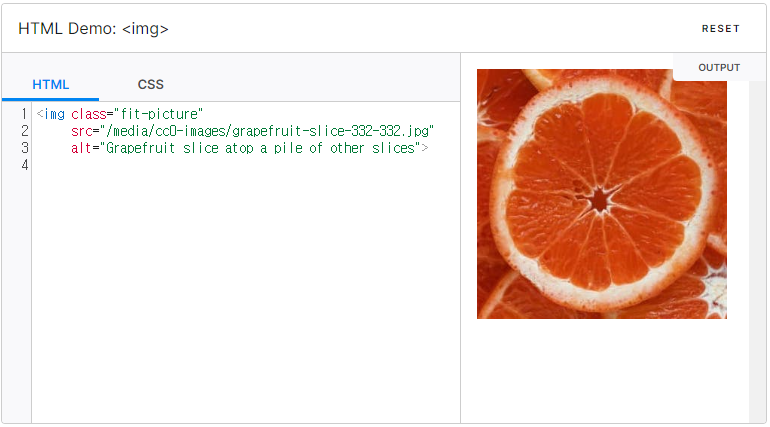 HTML Demo: <img>
RESET
HTML
CSS
OUTPUT
1 <img class="fit-picture"
2 src="/media/cc0-images/grapefruit-slice-332-332.jpg"
3 alt="Grapefruit slice atop a pile of other slices">
4